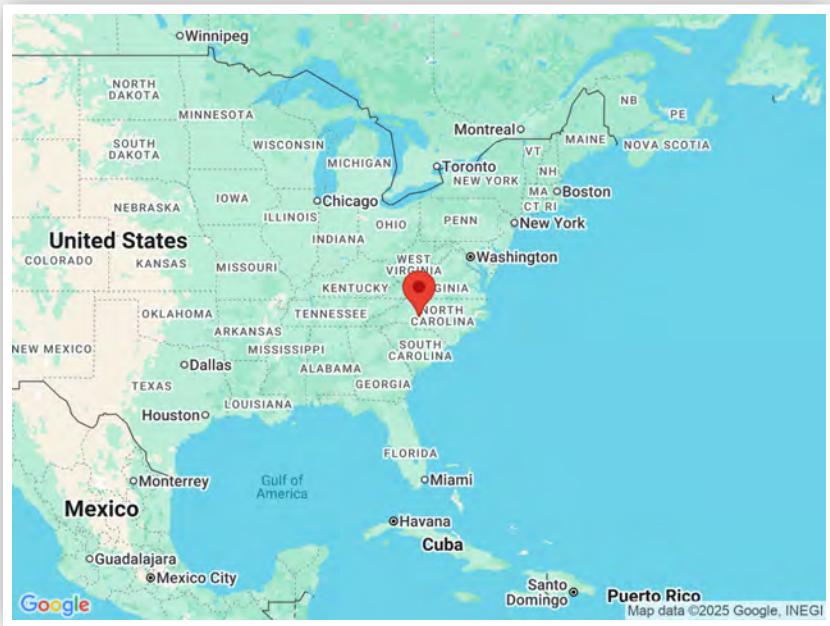 Winnipeg
NORTH
DAKOTA
MINNESOTA
NB
PE
Montreal
MAINE
SOUTH
DAKOTA
WISCONSIN
VT
NOVA SCOTIA
MICHIGAN
Toronto
NEW YORK
NH
IOWA
MA
Boston
NEBRASKA
Chicago
CT RI
ILLINOIS
OHIO
PENN
New York
United States
INDIANA
COLORADO
KANSAS
MISSOURI
WEST
VIRGINIA
Washington
KENTUCKY
GINIA
OKLAHOMA
TENNESSEE
NORTH
CAROLINA
ARKANSAS
NEW MEXICO
MISSISSIPPI
SOUTH
CAROLINA
Dallas
ALABAMA
TEXAS
GEORGIA
LOUISIANA
Houston
FLORIDA
Monterrey
Gulf of
America
Miami
Mexico
Havana
Cuba
Guadalajara
Mexico City
Santo
Domingo
Puerto Rico
Google
Map data ©2025 Google, INEGI